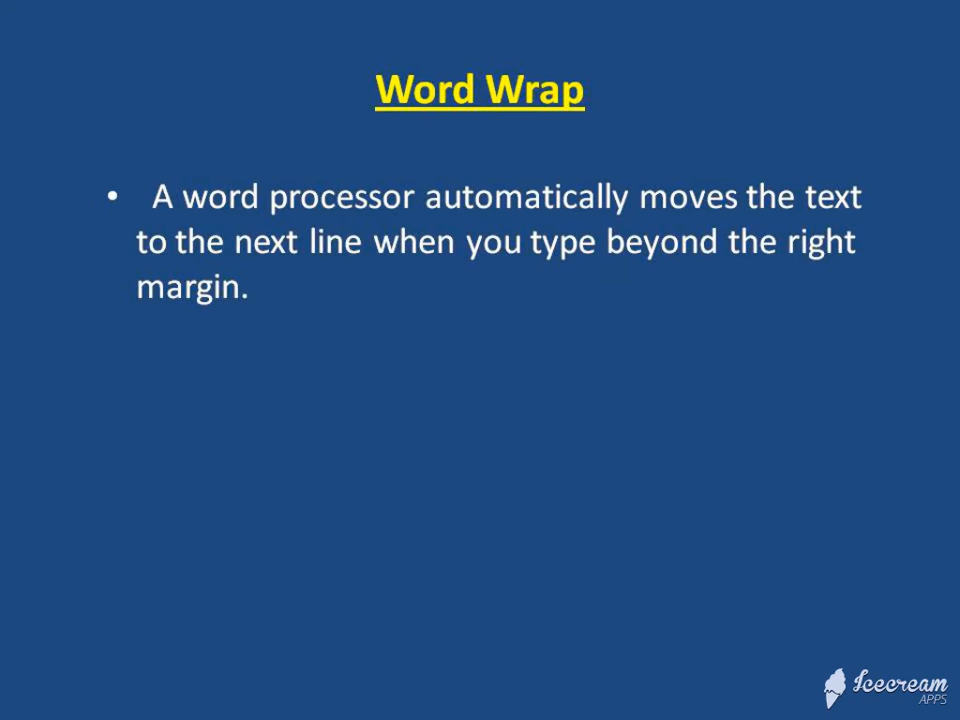 Word Wrap
• A word processor automatically moves the text
to the next line when you type beyond the right
margin.
Icecream
APPS